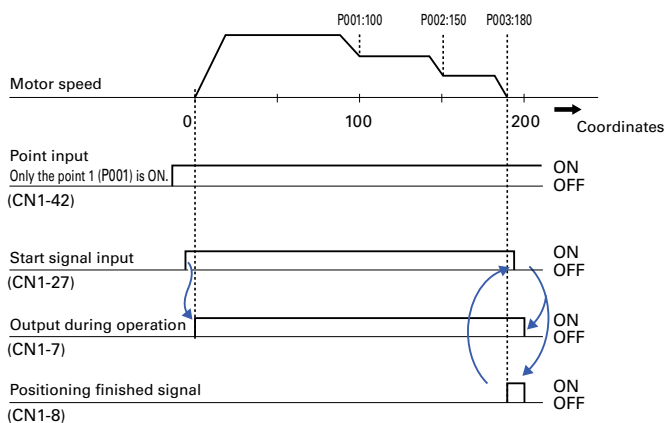 P001:100 P002:150 P003:180
Motor speed
0 100 200
Coordinates
Point input
Only the point 1 (P001) is ON.
ON
OFF
(CN1-42)
Start signal input
ON
OFF
(CN1-27)
Output during operation
ON
OFF
(CN1-7)
Positioning finished signal
ON
OFF
(CN1-8)